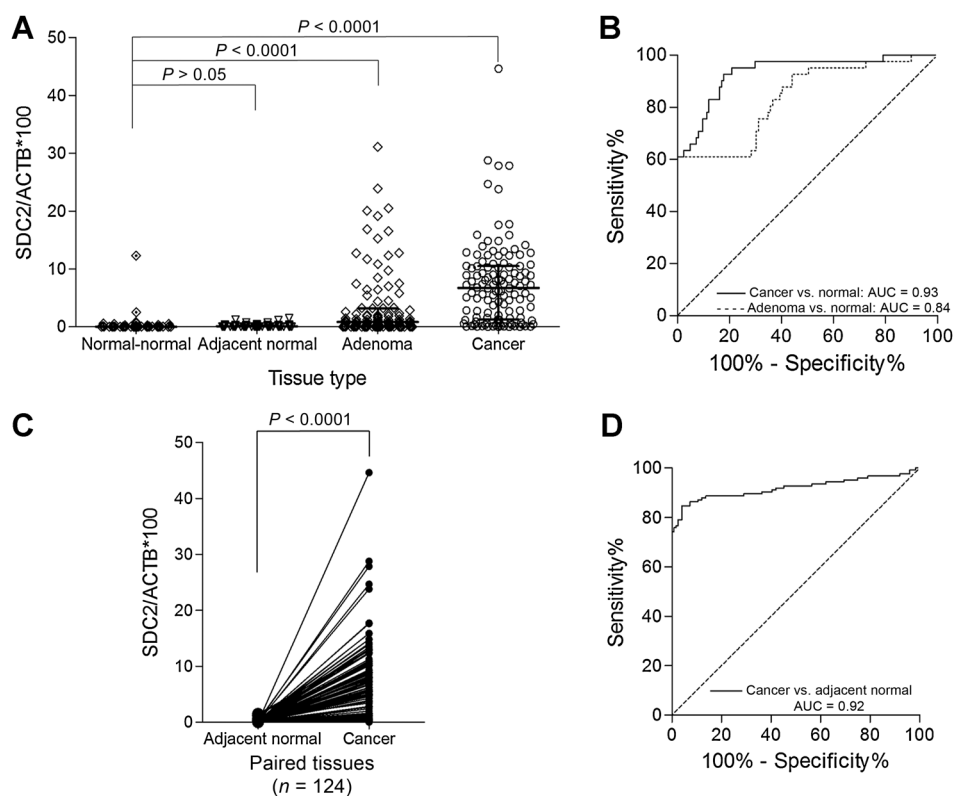 A
P < 0.0001
P < 0.0001
P > 0.05
SDC2/ACTB*100
50
40
30
20
10
0
Normal-normal Adjacent normal Adenoma Cancer
Tissue type
B
Sensitivity%
100
80
60
40
20
0
Cancer vs. normal: AUC = 0.93
Adenoma vs. normal: AUC = 0.84
0 20 40 60 80 100
100% - Specificity%
C
P < 0.0001
SDC2/ACTB*100
50
40
30
20
10
0
Adjacent normal Cancer
Paired tissues
(n = 124)
D
Sensitivity%
100
80
60
40
20
0
Cancer vs. adjacent normal
AUC = 0.92
0 20 40 60 80 100
100% - Specificity%